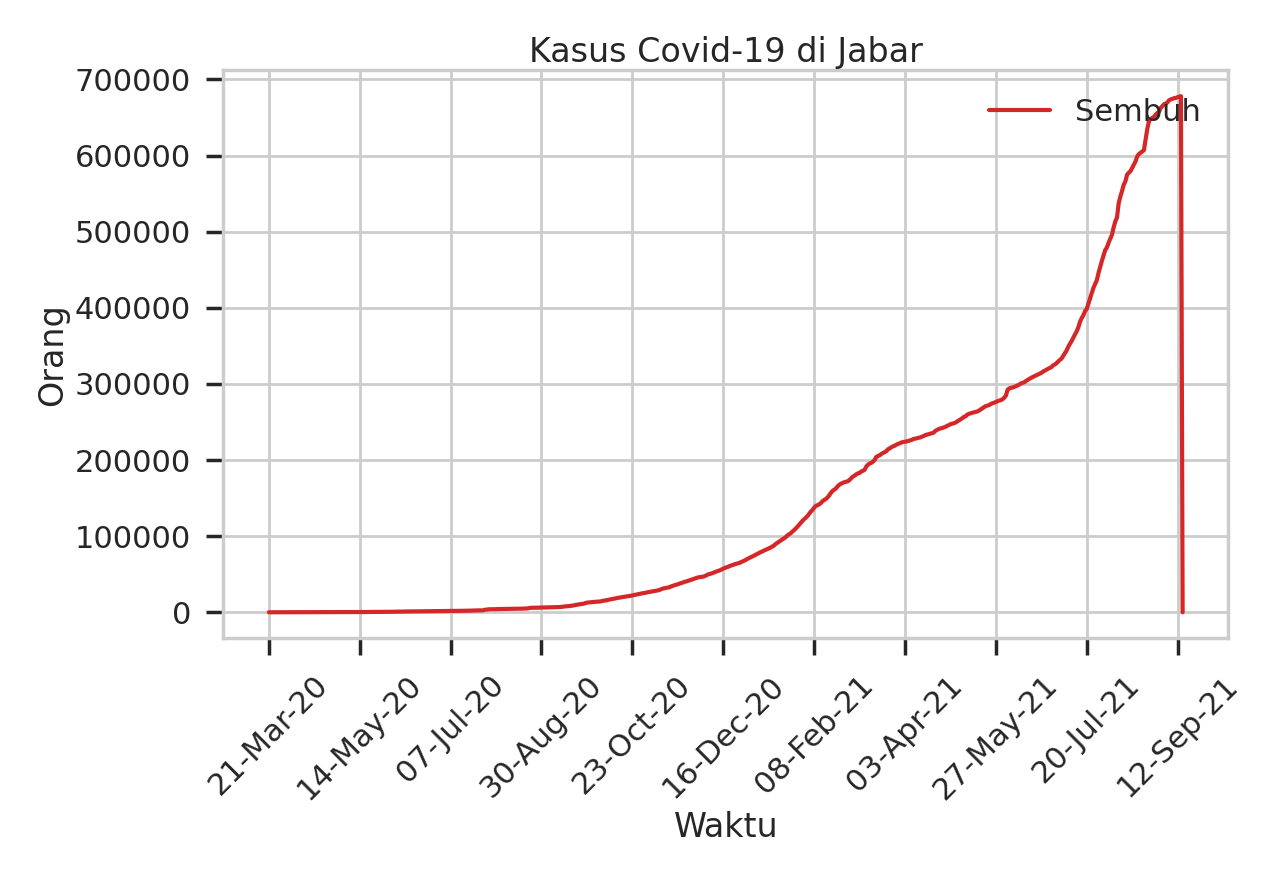 Kasus Covid-19 di Jabar
700000
600000
500000
400000
300000
200000
100000
0
Orang
Sembuh
21-Mar-20
14-May-20
07-Jul-20
30-Aug-20
23-Oct-20
16-Dec-20
08-Feb-21
03-Apr-21
27-May-21
20-Jul-21
12-Sep-21
Waktu